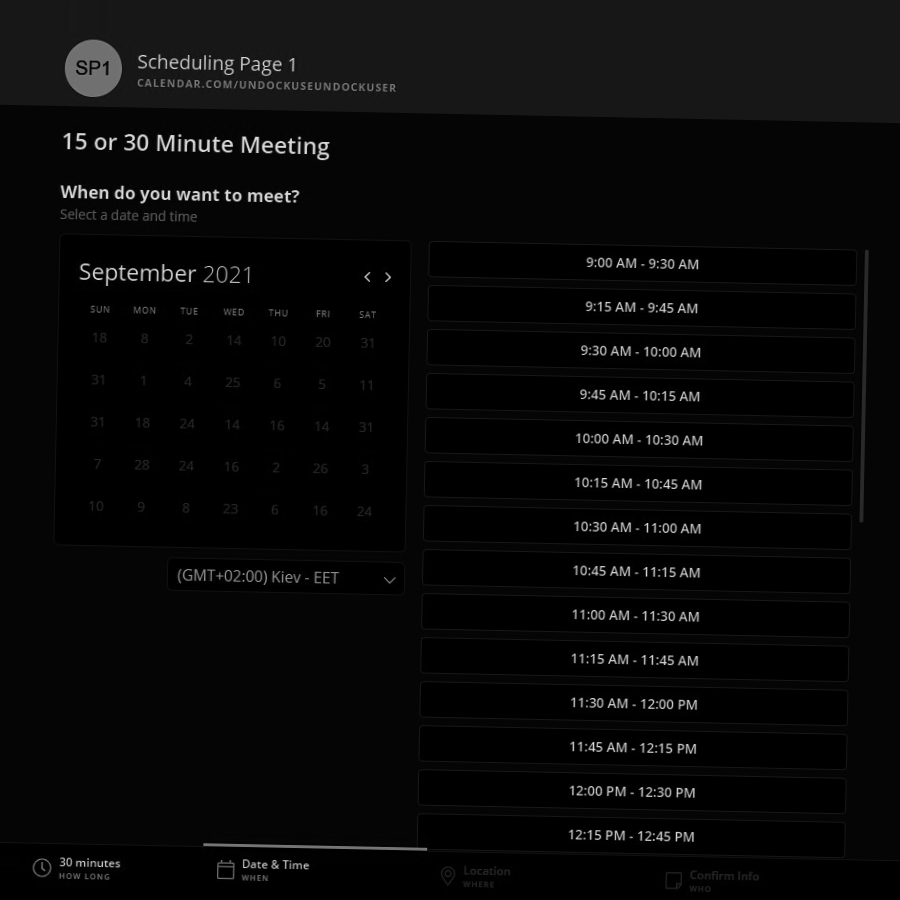 SP1
Scheduling Page 1
CALENDAR.COM/UNDOCKUSEUNDOCKUSER
15 or 30 Minute Meeting
When do you want to meet?
Select a date and time
September 2021
SUN MON TUE WED THU FRI SAT
18 8 2 14 10 20 31
31 1 4 25 6 5 11
31 18 24 14 16 14 31
7 28 24 16 2 26 3
10 9 8 23 6 16 24
(GMT+02:00) Kiev - EET
9:00 AM - 9:30 AM
9:15 AM - 9:45 AM
9:30 AM - 10:00 AM
9:45 AM - 10:15 AM
10:00 AM - 10:30 AM
10:15 AM - 10:45 AM
10:30 AM - 11:00 AM
10:45 AM - 11:15 AM
11:00 AM - 11:30 AM
11:15 AM - 11:45 AM
11:30 AM - 12:00 PM
11:45 AM - 12:15 PM
12:00 PM - 12:30 PM
12:15 PM - 12:45 PM
30 minutes
HOW LONG
Date & Time
WHEN
Location
WHERE
Confirm Info
WHO